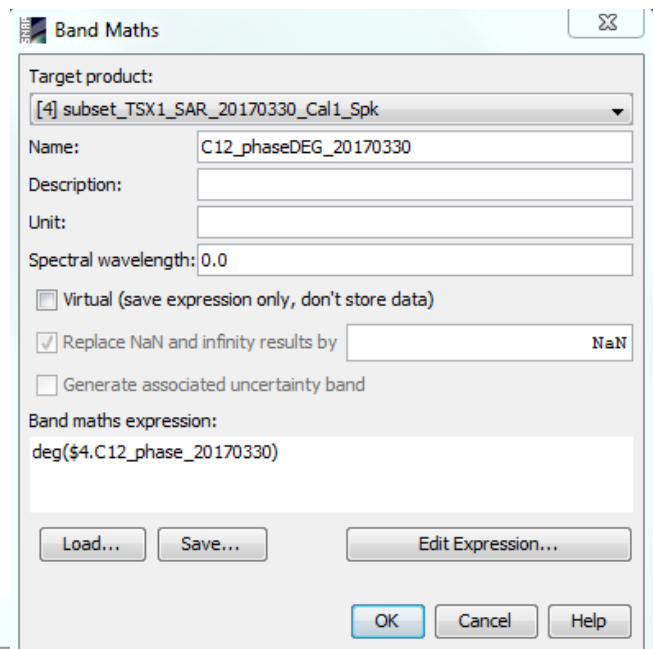 Band Maths
Target product:
[4] subset_TSX1_SAR_20170330_Cal1_Spk
Name: C12_phaseDEG_20170330
Description:
Unit:
Spectral wavelength: 0.0
Virtual (save expression only, don't store data)
Replace NaN and infinity results by NaN
Generate associated uncertainty band
Band maths expression:
deg($4.C12_phase_20170330)
Load... Save... Edit Expression...
OK Cancel Help